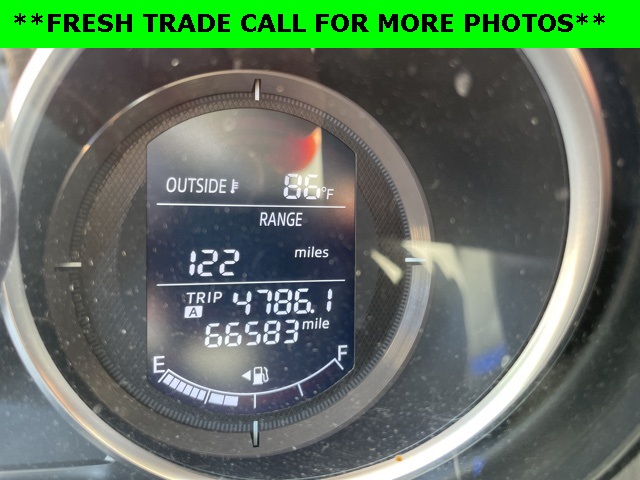 **FRESH TRADE CALL FOR MORE PHOTOS**
OUTSIDE 86°F
RANGE
122 miles
TRIP A 4786.1
66583 mile
E F